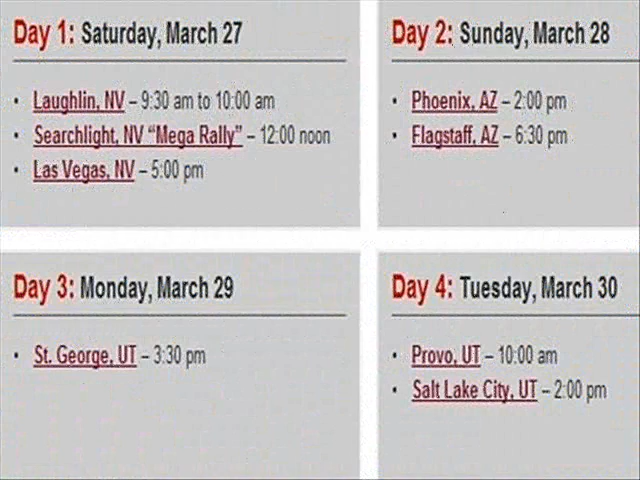 Day 1: Saturday, March 27
• Laughlin, NV – 9:30 am to 10:00 am
• Searchlight, NV “Mega Rally” – 12:00 noon
• Las Vegas, NV – 5:00 pm
Day 2: Sunday, March 28
• Phoenix, AZ – 2:00 pm
• Flagstaff, AZ – 6:30 pm
Day 3: Monday, March 29
• St. George, UT – 3:30 pm
Day 4: Tuesday, March 30
• Provo, UT – 10:00 am
• Salt Lake City, UT – 2:00 pm